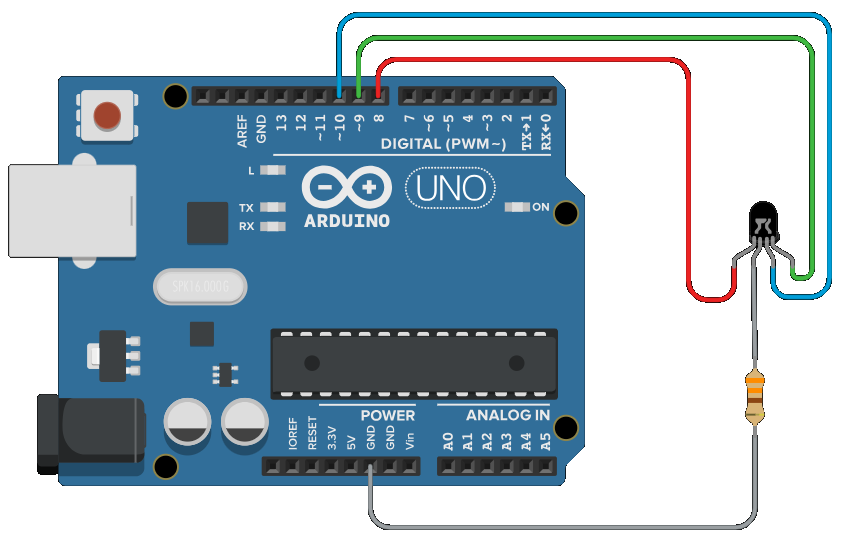 AREF
GND
13
12
~11
~10
~9
8
7
~6
~5
4
~3
2
TX→1
RX←0
DIGITAL (PWM~)
L
TX
RX
UNO
ON
ARDUINO
SPK16.000G
POWER
ANALOG IN
IOREF
RESET
3.3V
5V
GND
GND
Vin
A0
A1
A2
A3
A4
A5